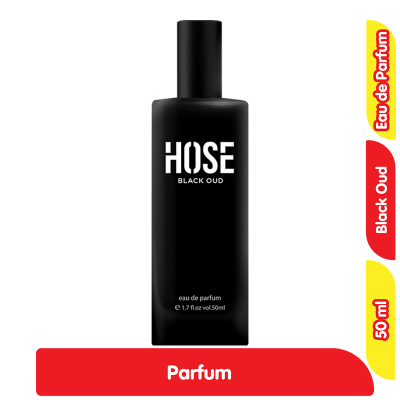 HOSE
BLACK OUD
eau de parfum
℮ 1.7 fl.oz vol.50ml
Eau de Parfum
Black Oud
50 ml
Parfum